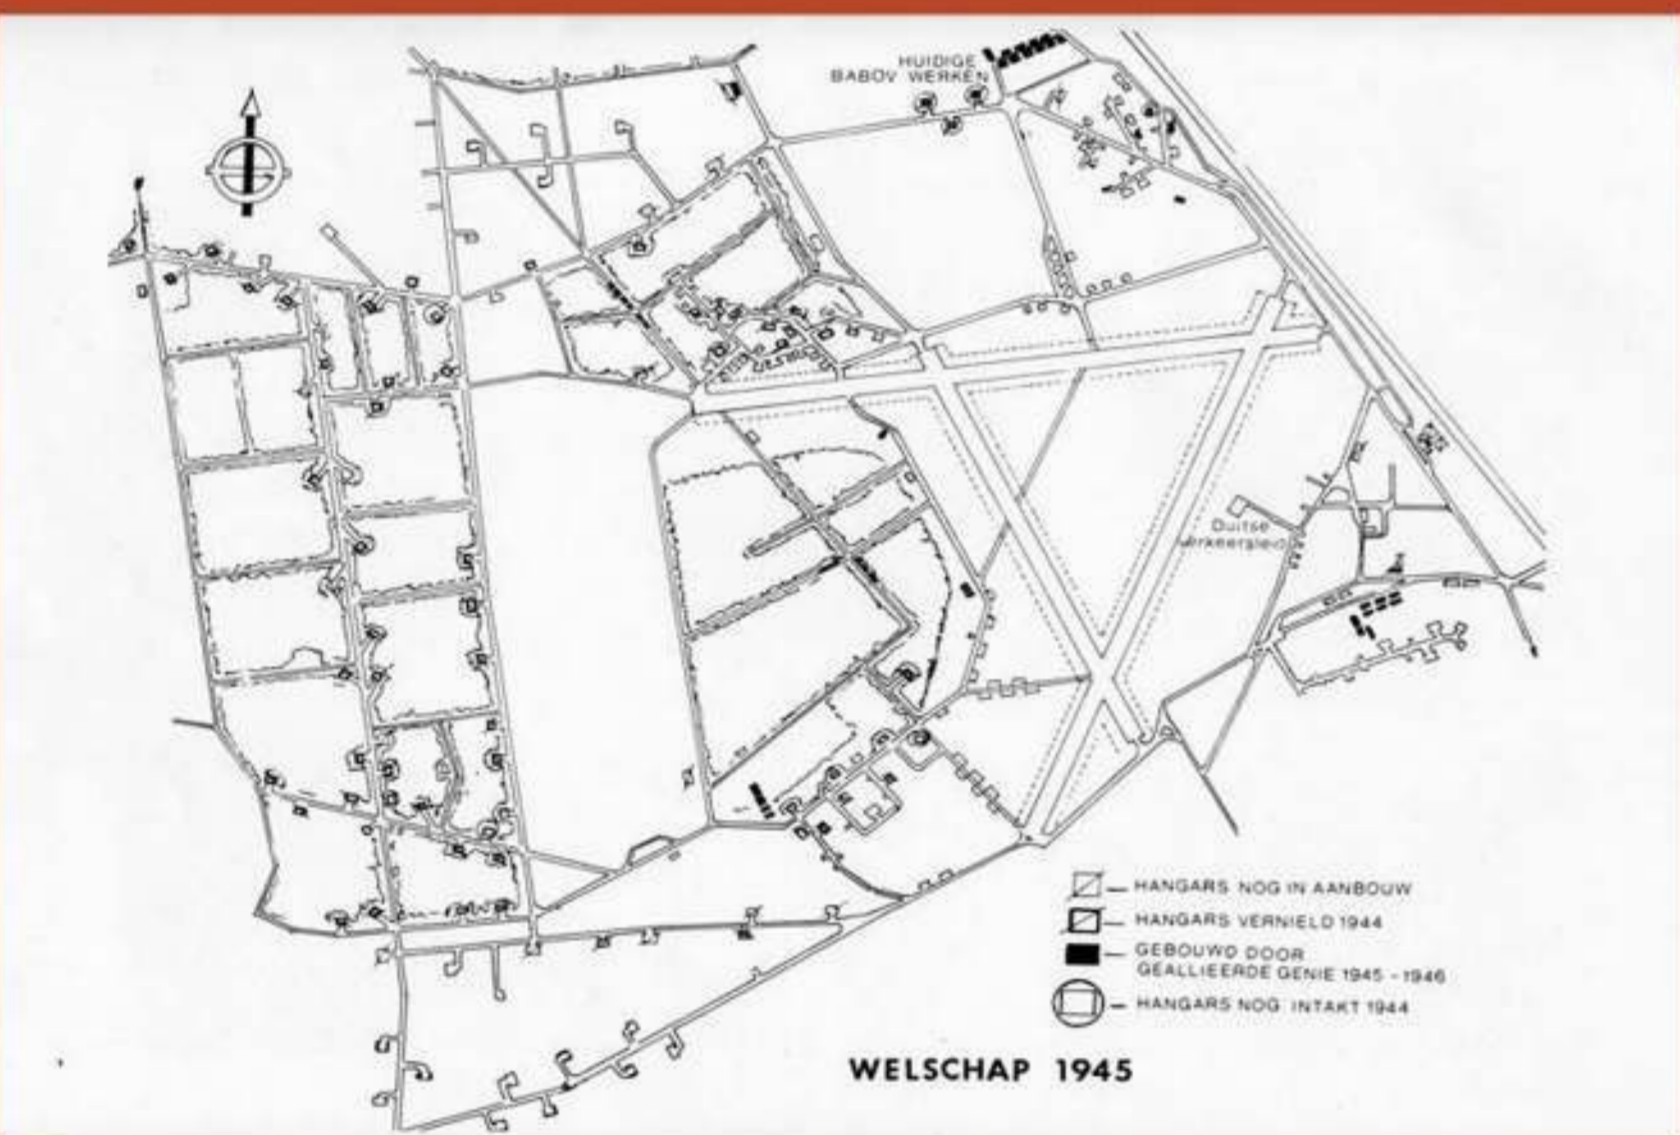 HUIDIGE
BABOV WERKEN
Duitse
verkeersleid
HANGARS NOG IN AANBOUW
HANGARS VERNIELD 1944
GEBOUWD DOOR
GEALLIEERDE GENIE 1945 - 1946
HANGARS NOG INTAKT 1944
WELSCHAP 1945